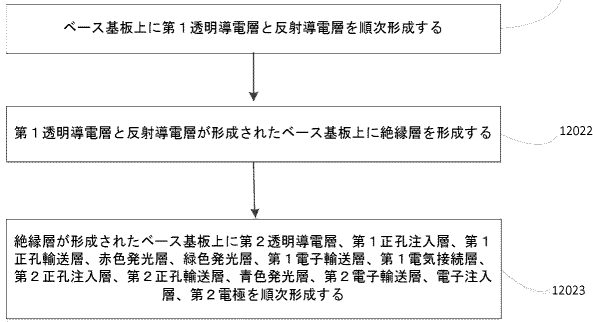 ベース基板上に第１透明導電層と反射導電層を順次形成する
第１透明導電層と反射導電層が形成されたベース基板上に絶縁層を形成する
12022
絶縁層が形成されたベース基板上に第２透明導電層、第１正孔注入層、第１
正孔輸送層、赤色発光層、緑色発光層、第１電子輸送層、第１電気接続層、
第２正孔注入層、第２正孔輸送層、青色発光層、第２電子輸送層、電子注入
層、第２電極を順次形成する
12023